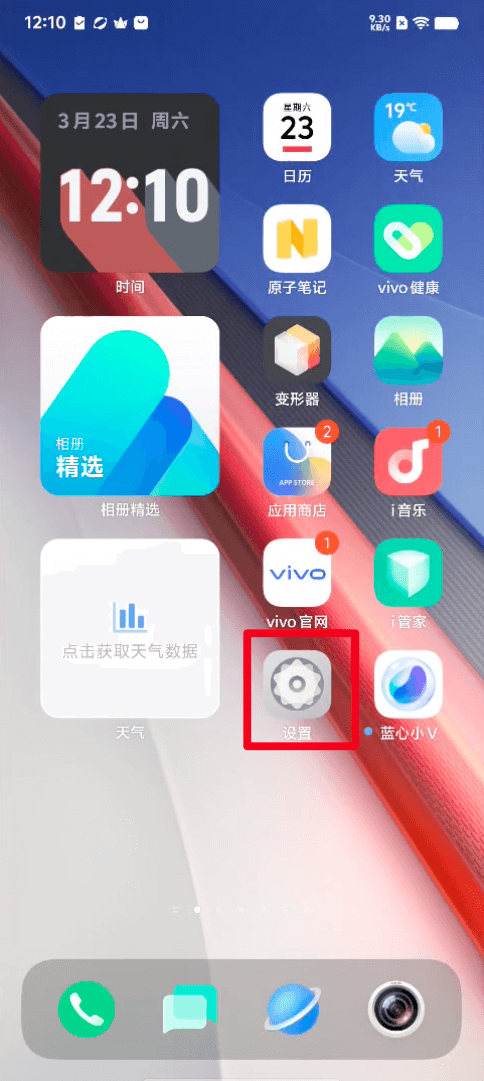 12:10
9.30
KB/s
3月23日 周六
12:10
时间
星期六
23
日历
19℃
天气
原子笔记
vivo健康
相册
精选
相册精选
变形器
相册
2
APP STORE
应用商店
1
i音乐
点击获取天气数据
天气
1
vivo
vivo官网
i管家
设置
蓝心小V